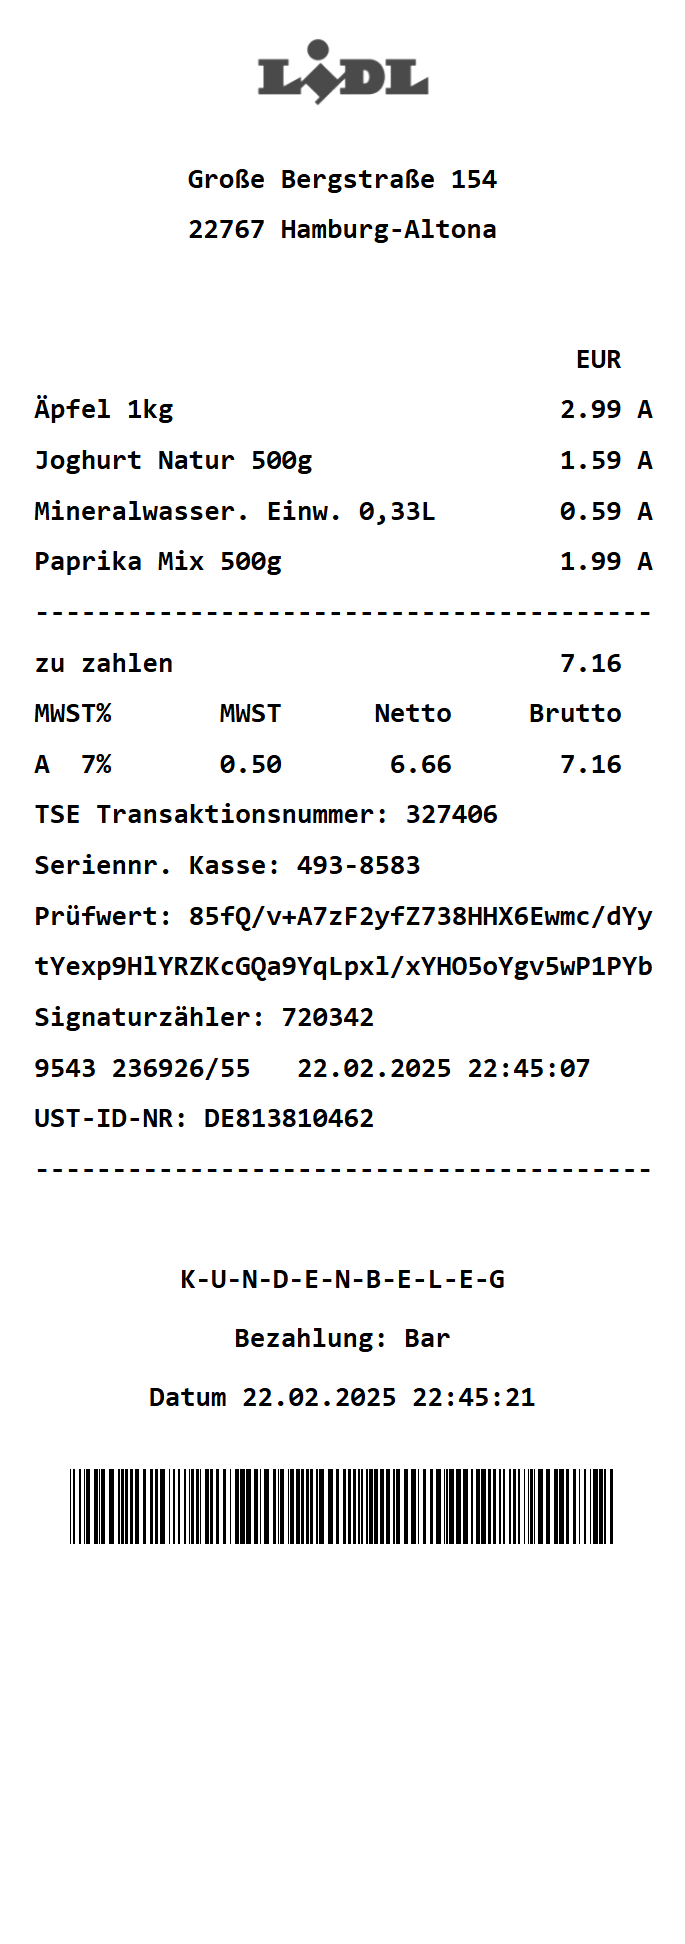 LIDL
Große Bergstraße 154
22767 Hamburg-Altona
EUR
Äpfel 1kg 2.99 A
Joghurt Natur 500g 1.59 A
Mineralwasser. Einw. 0,33L 0.59 A
Paprika Mix 500g 1.99 A
----------------------------------------
zu zahlen 7.16
MWST% MWST Netto Brutto
A 7% 0.50 6.66 7.16
TSE Transaktionsnummer: 327406
Seriennr. Kasse: 493-8583
Prüfwert: 85fQ/v+A7zF2yfZ738HHX6Ewmc/dYy
tYexp9HlYRZKcGQa9YqLpxl/xYHO5oYgv5wP1PYb
Signaturzähler: 720342
9543 236926/55 22.02.2025 22:45:07
UST-ID-NR: DE813810462
----------------------------------------
K-U-N-D-E-N-B-E-L-E-G
Bezahlung: Bar
Datum 22.02.2025 22:45:21